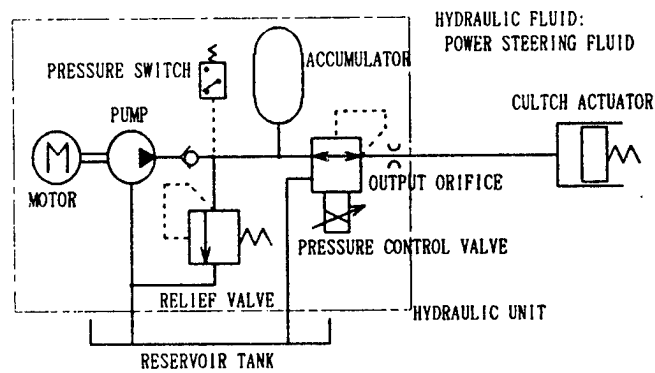 HYDRAULIC FLUID:
POWER STEERING FLUID
PRESSURE SWITCH
ACCUMULATOR
PUMP
CULTCH ACTUATOR
M
MOTOR
OUTPUT ORIFICE
PRESSURE CONTROL VALVE
RELIEF VALVE
HYDRAULIC UNIT
RESERVOIR TANK